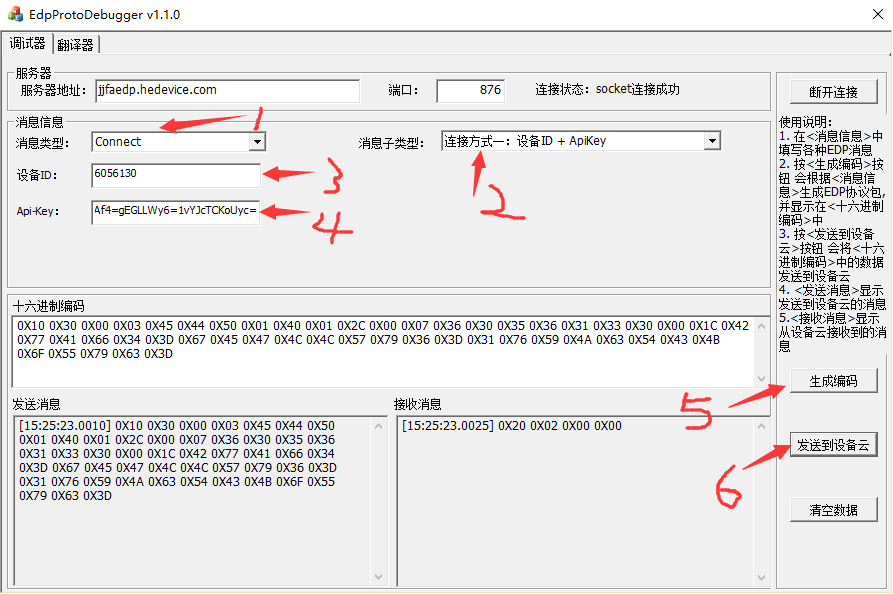 EdpProtoDebugger v1.1.0
调试器 翻译器
服务器
服务器地址: jjfaedp.hedevice.com 端口: 876 连接状态: socket连接成功
断开连接
消息信息
1
消息类型: Connect 消息子类型: 连接方式一: 设备ID + ApiKey
设备ID: 6056130 3
2
Api-Key: Af4=gEGLLWy6=1vYJcTCKoUyc= 4
使用说明:
1. 在<消息信息>中
填写各种EDP消息
2. 按<生成编码>按
钮 会根据<消息信
息>生成EDP协议包,
并显示在<十六进制
编码>中
3. 按<发送到设备
云>按钮 会将<十六
进制编码>中的数据
发送到设备云
4. <发送消息>显示
发送到设备云的消息
5.<接收消息>显示
从设备云接收到的消
息
十六进制编码
0X10 0X30 0X00 0X03 0X45 0X44 0X50 0X01 0X40 0X01 0X2C 0X00 0X07 0X36 0X30 0X35 0X36 0X31 0X33 0X30 0X00 0X1C 0X42
0X77 0X41 0X66 0X34 0X3D 0X67 0X45 0X47 0X4C 0X4C 0X57 0X79 0X36 0X3D 0X31 0X76 0X59 0X4A 0X63 0X54 0X43 0X4B
0X6F 0X55 0X79 0X63 0X3D
生成编码
5
发送消息
[15:25:23.0010] 0X10 0X30 0X00 0X03 0X45 0X44 0X50
0X01 0X40 0X01 0X2C 0X00 0X07 0X36 0X30 0X35 0X36
0X31 0X33 0X30 0X00 0X1C 0X42 0X77 0X41 0X66 0X34
0X3D 0X67 0X45 0X47 0X4C 0X4C 0X57 0X79 0X36 0X3D
0X31 0X76 0X59 0X4A 0X63 0X54 0X43 0X4B 0X6F 0X55
0X79 0X63 0X3D
接收消息
[15:25:23.0025] 0X20 0X02 0X00 0X00
发送到设备云
6
清空数据